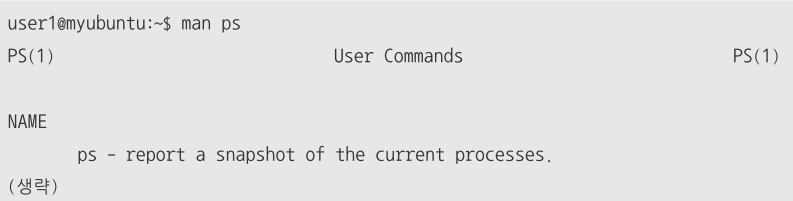 user1@myubuntu:~$ man ps
PS(1) User Commands PS(1)
NAME
ps - report a snapshot of the current processes.
(생략)